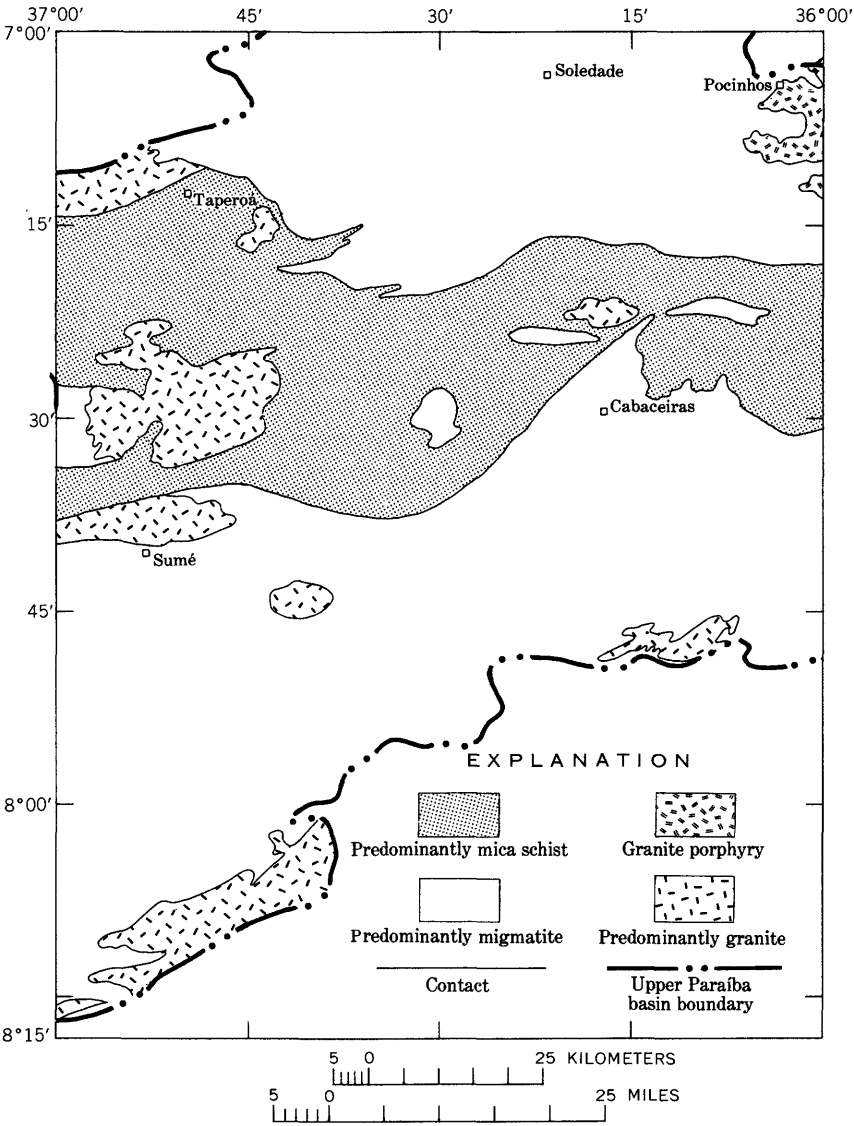 37°00′ 45′ 30′ 15′ 36°00′
7°00′
Soledade
Pocinhos
Taperoá
15′
30′
Cabaceiras
Sumé
45′
EXPLANATION
8°00′
Predominantly mica schist
Granite porphyry
Predominantly migmatite
Predominantly granite
Contact
Upper Paraíba
basin boundary
8°15′
5 0 25 KILOMETERS
5 0 25 MILES